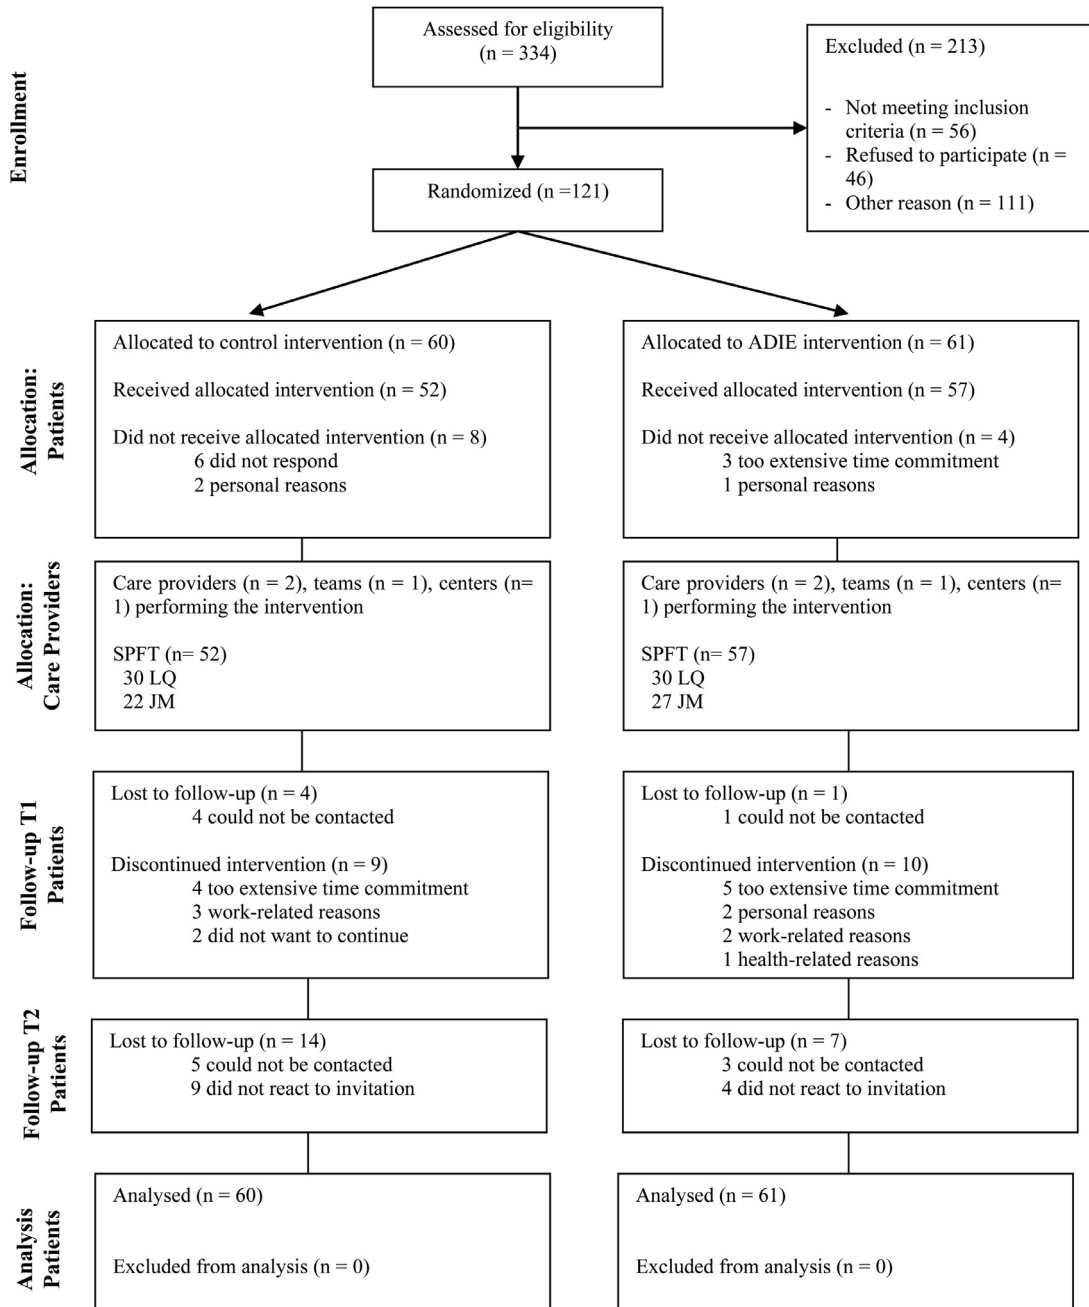 Enrollment
Assessed for eligibility
(n = 334)
Excluded (n = 213)
- Not meeting inclusion
criteria (n = 56)
- Refused to participate (n =
46)
- Other reason (n = 111)
Randomized (n =121)
Allocation:
Patients
Allocated to control intervention (n = 60)
Received allocated intervention (n = 52)
Did not receive allocated intervention (n = 8)
6 did not respond
2 personal reasons
Allocated to ADIE intervention (n = 61)
Received allocated intervention (n = 57)
Did not receive allocated intervention (n = 4)
3 too extensive time commitment
1 personal reasons
Allocation:
Care Providers
Care providers (n = 2), teams (n = 1), centers (n=
1) performing the intervention
SPFT (n= 52)
30 LQ
22 JM
Care providers (n = 2), teams (n = 1), centers (n=
1) performing the intervention
SPFT (n= 57)
30 LQ
27 JM
Follow-up T1
Patients
Lost to follow-up (n = 4)
4 could not be contacted
Discontinued intervention (n = 9)
4 too extensive time commitment
3 work-related reasons
2 did not want to continue
Lost to follow-up (n = 1)
1 could not be contacted
Discontinued intervention (n = 10)
5 too extensive time commitment
2 personal reasons
2 work-related reasons
1 health-related reasons
Follow-up T2
Patients
Lost to follow-up (n = 14)
5 could not be contacted
9 did not react to invitation
Lost to follow-up (n = 7)
3 could not be contacted
4 did not react to invitation
Analysis
Patients
Analysed (n = 60)
Excluded from analysis (n = 0)
Analysed (n = 61)
Excluded from analysis (n = 0)